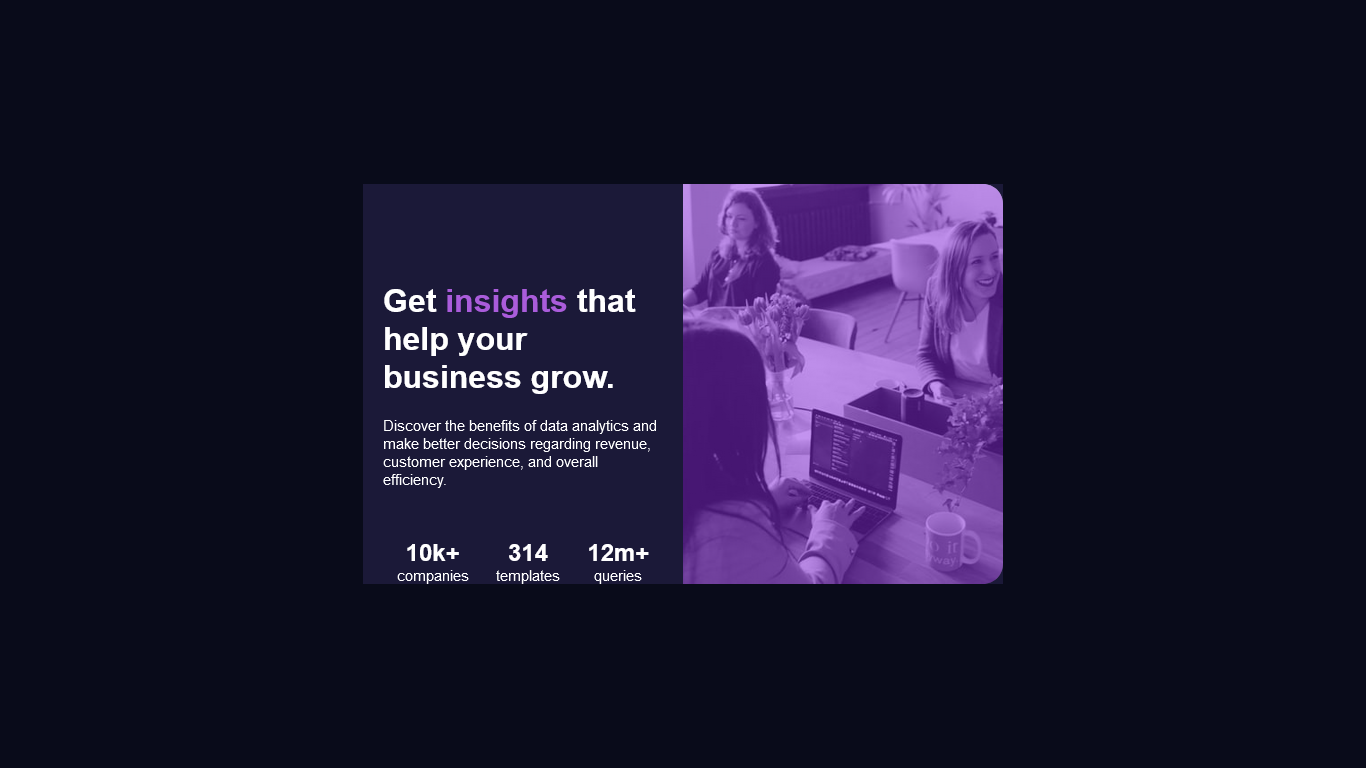 Get insights that
help your
business grow.
Discover the benefits of data analytics and
make better decisions regarding revenue,
customer experience, and overall
efficiency.
10k+ 314 12m+
companies templates queries